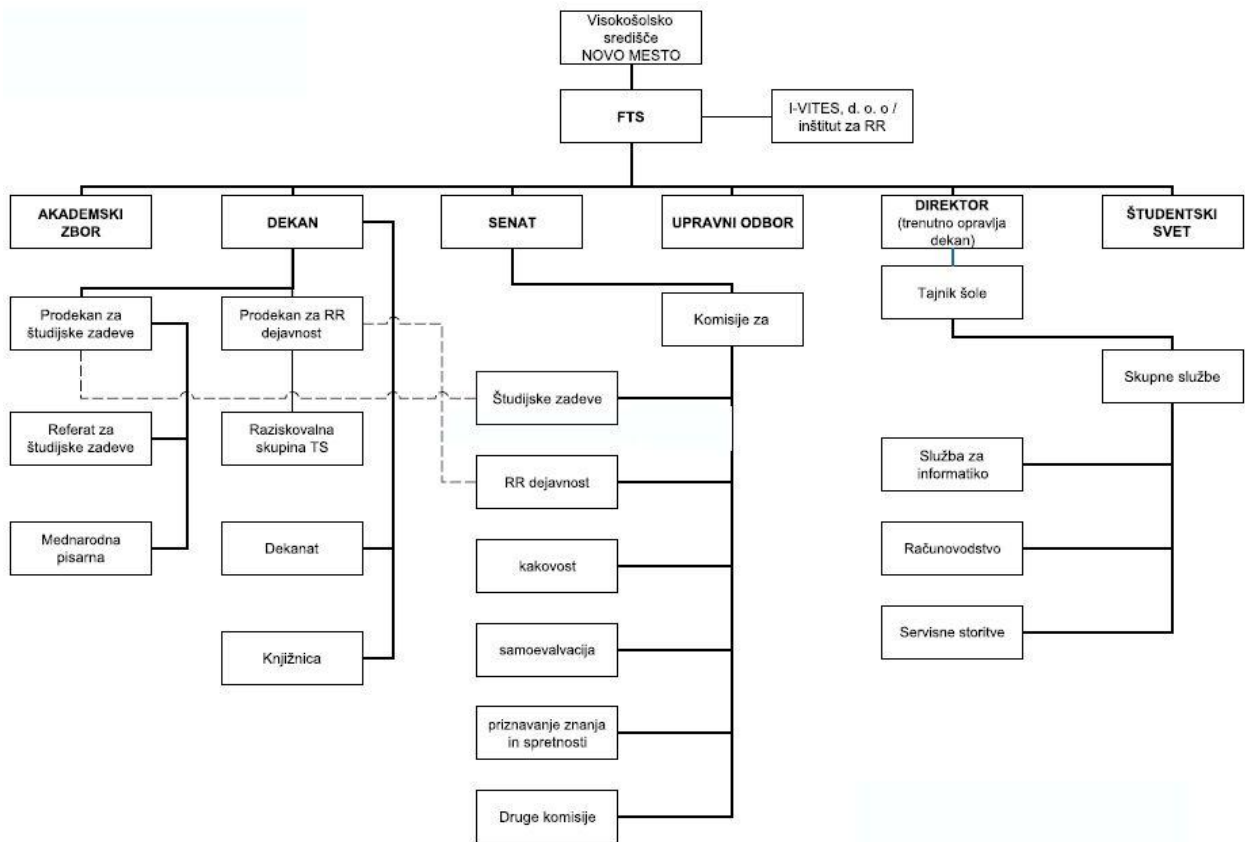 Visokošolsko
središče
NOVO MESTO
FTS
I-VITES, d. o. o /
inštitut za RR
AKADEMSKI
ZBOR
DEKAN
SENAT
UPRAVNI ODBOR
DIREKTOR
(trenutno opravlja
dekan)
ŠTUDENTSKI
SVET
Prodekan za
študijske zadeve
Prodekan za RR
dejavnost
Komisije za
Tajnik šole
Študijske zadeve
Skupne službe
Referat za
študijske zadeve
Raziskovalna
skupina TS
RR dejavnost
Služba za
informatiko
Mednarodna
pisarna
Dekanat
kakovost
Računovodstvo
Knjižnica
samoevalvacija
Servisne storitve
priznavanje znanja
in spretnosti
Druge komisije